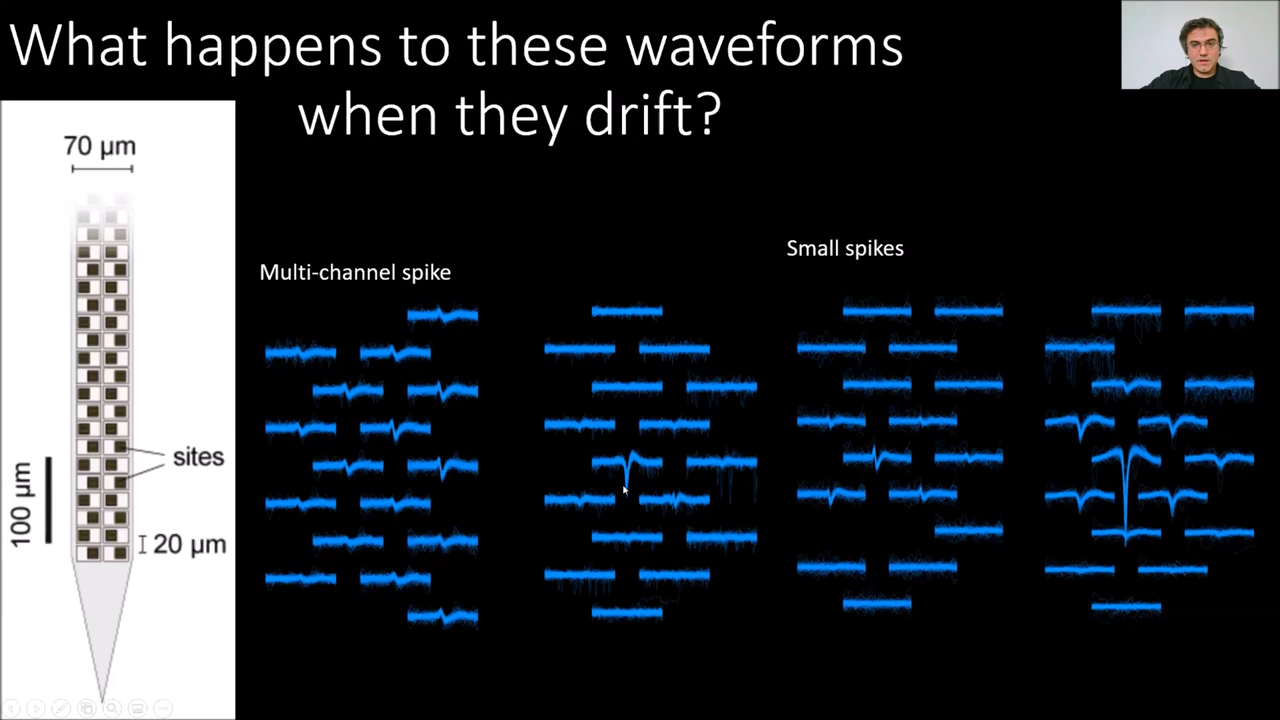 What happens to these waveforms
when they drift?
70 µm
sites
100 µm
20 µm
Multi-channel spike
Small spikes